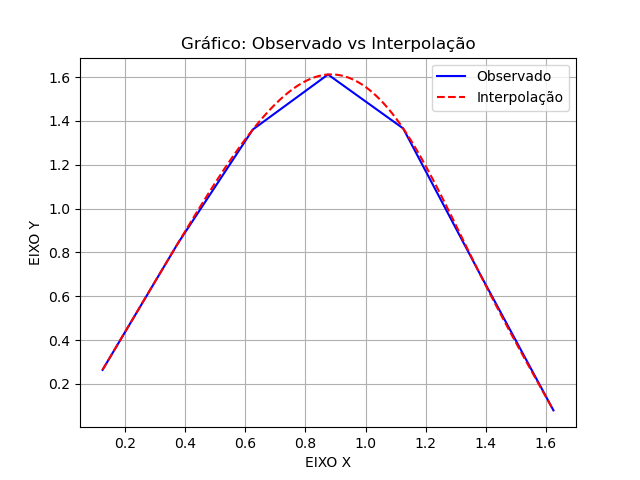 Gráfico: Observado vs Interpolação
Observado
Interpolação
EIXO Y
1.6
1.4
1.2
1.0
0.8
0.6
0.4
0.2
0.2 0.4 0.6 0.8 1.0 1.2 1.4 1.6
EIXO X